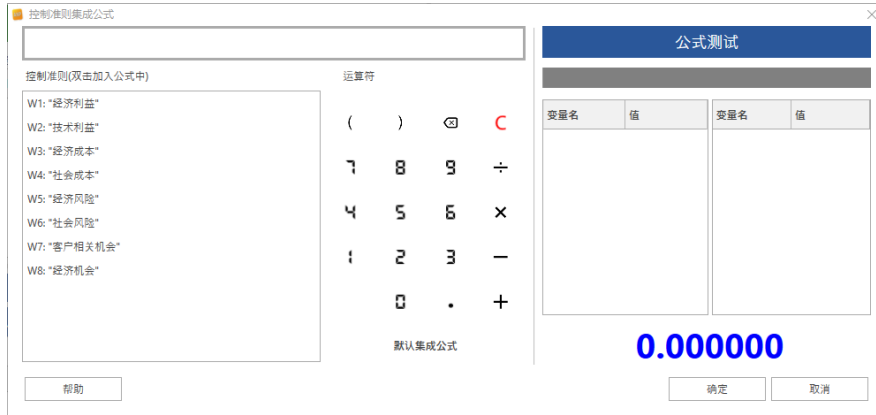 控制准则集成公式
公式测试
控制准则(双击加入公式中)
运算符
W1: "经济利益"
W2: "技术利益"
W3: "经济成本"
W4: "社会成本"
W5: "经济风险"
W6: "社会风险"
W7: "客户相关机会"
W8: "经济机会"
( ) C
7 8 9 ÷
4 5 6 ×
1 2 3 −
0 . +
默认集成公式
变量名 值 变量名 值
0.000000
帮助
确定 取消